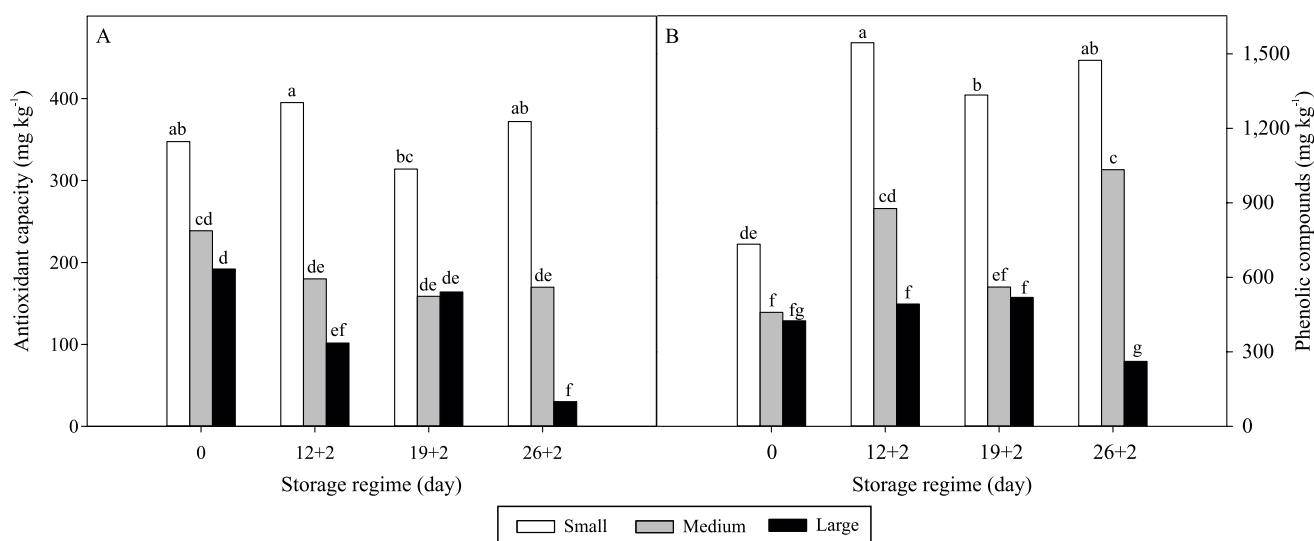 A
B
Antioxidant capacity (mg kg-1)
400
300
200
100
0
ab
cd
d
a
de
ef
bc
de
de
ab
de
f
0
12+2
19+2
26+2
Storage regime (day)
de
f
fg
a
cd
f
b
ef
f
ab
c
g
0
12+2
19+2
26+2
Storage regime (day)
1,500
1,200
900
600
300
0
Phenolic compounds (mg kg-1)
Small Medium Large